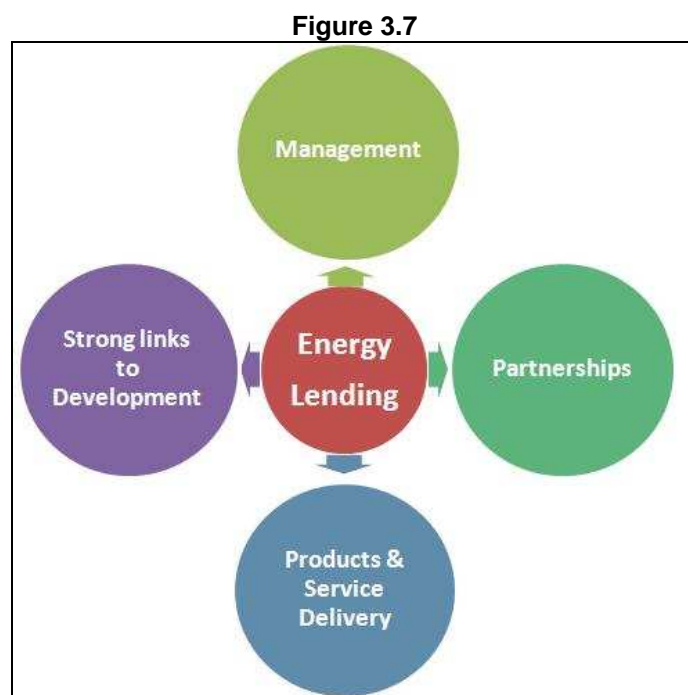 Figure 3.7
Management
Strong links
to
Development
Energy
Lending
Partnerships
Products &
Service
Delivery